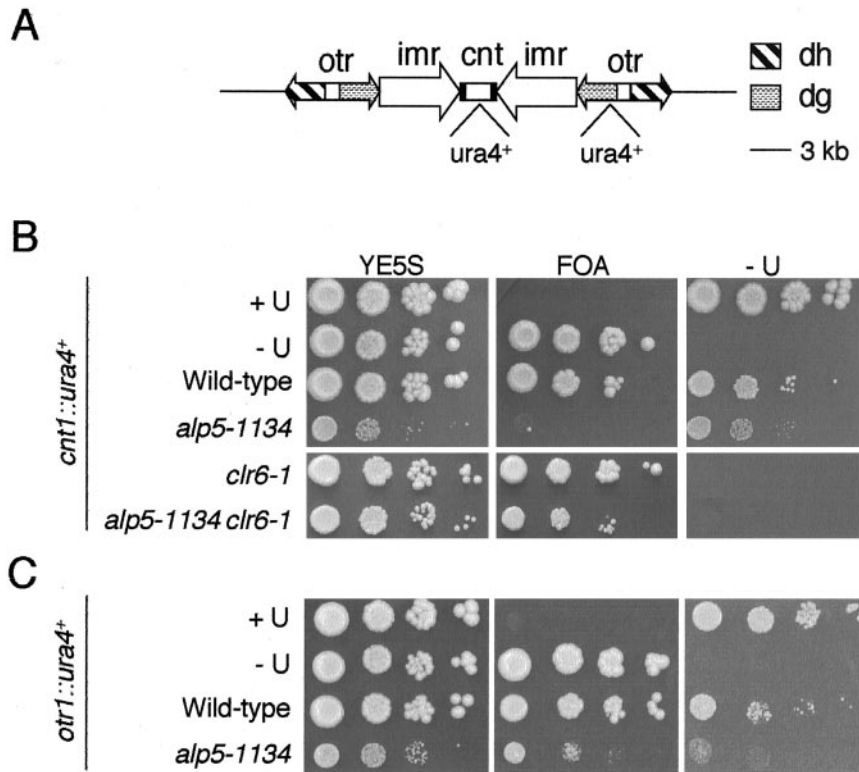 A
otr imr cnt imr otr
dh
dg
ura4+ ura4+ 3 kb
B
YE5S FOA - U
cnt1::ura4+
+ U
- U
Wild-type
alp5-1134
clr6-1
alp5-1134 clr6-1
C
otr1::ura4+
+ U
- U
Wild-type
alp5-1134